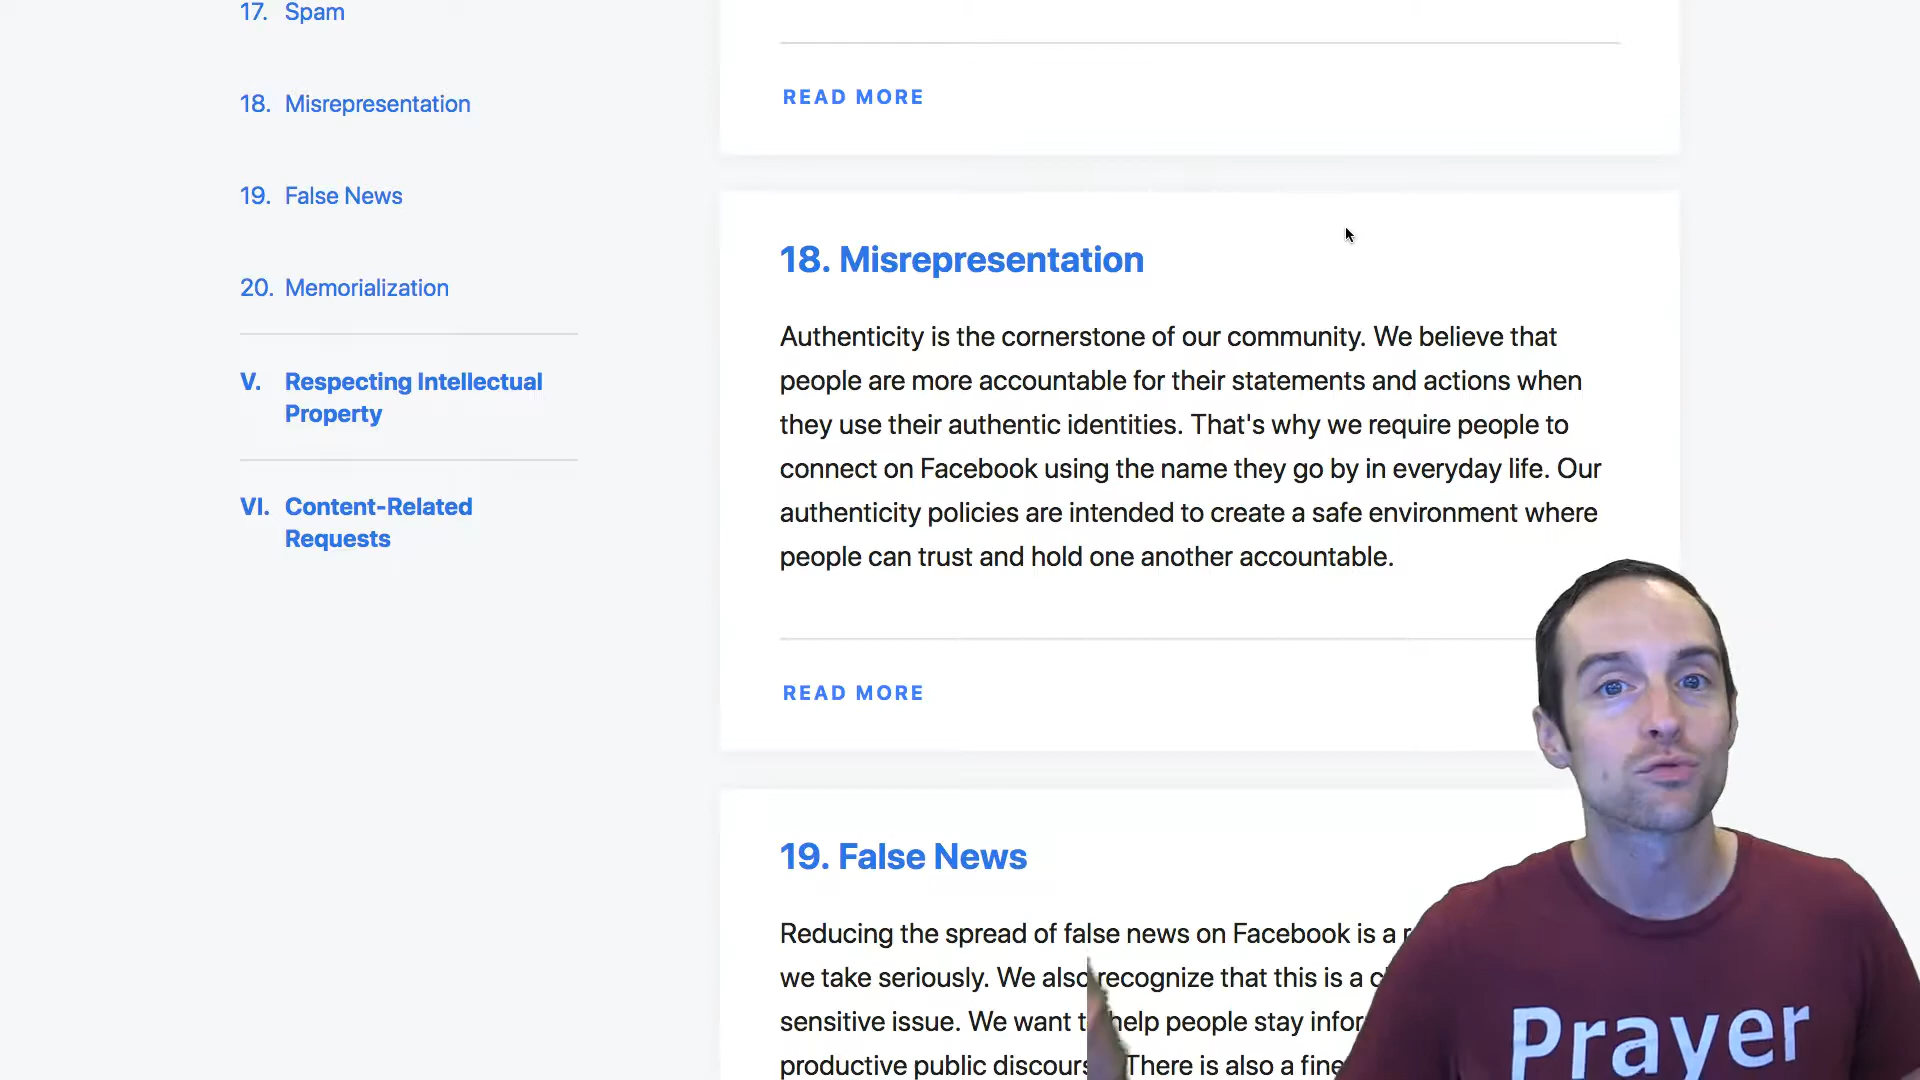 17. Spam
18. Misrepresentation
19. False News
20. Memorialization
V. Respecting Intellectual
Property
VI. Content-Related
Requests
READ MORE
18. Misrepresentation
Authenticity is the cornerstone of our community. We believe that
people are more accountable for their statements and actions when
they use their authentic identities. That's why we require people to
connect on Facebook using the name they go by in everyday life. Our
authenticity policies are intended to create a safe environment where
people can trust and hold one another accountable.
READ MORE
19. False News
Reducing the spread of false news on Facebook is a
we take seriously. We also recognize that this is a
sensitive issue. We want help people stay
productive public There is also a fine
Prayer